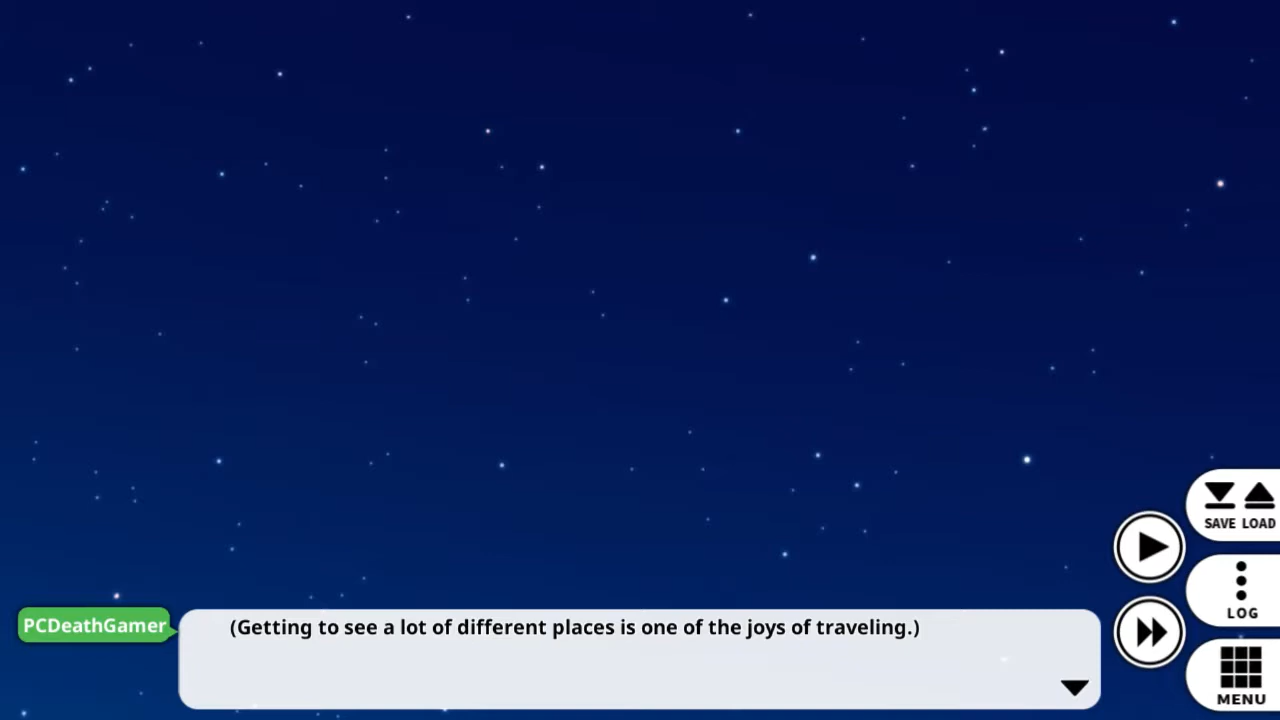 SAVE LOAD
LOG
PCDeathGamer
(Getting to see a lot of different places is one of the joys of traveling.)
MENU